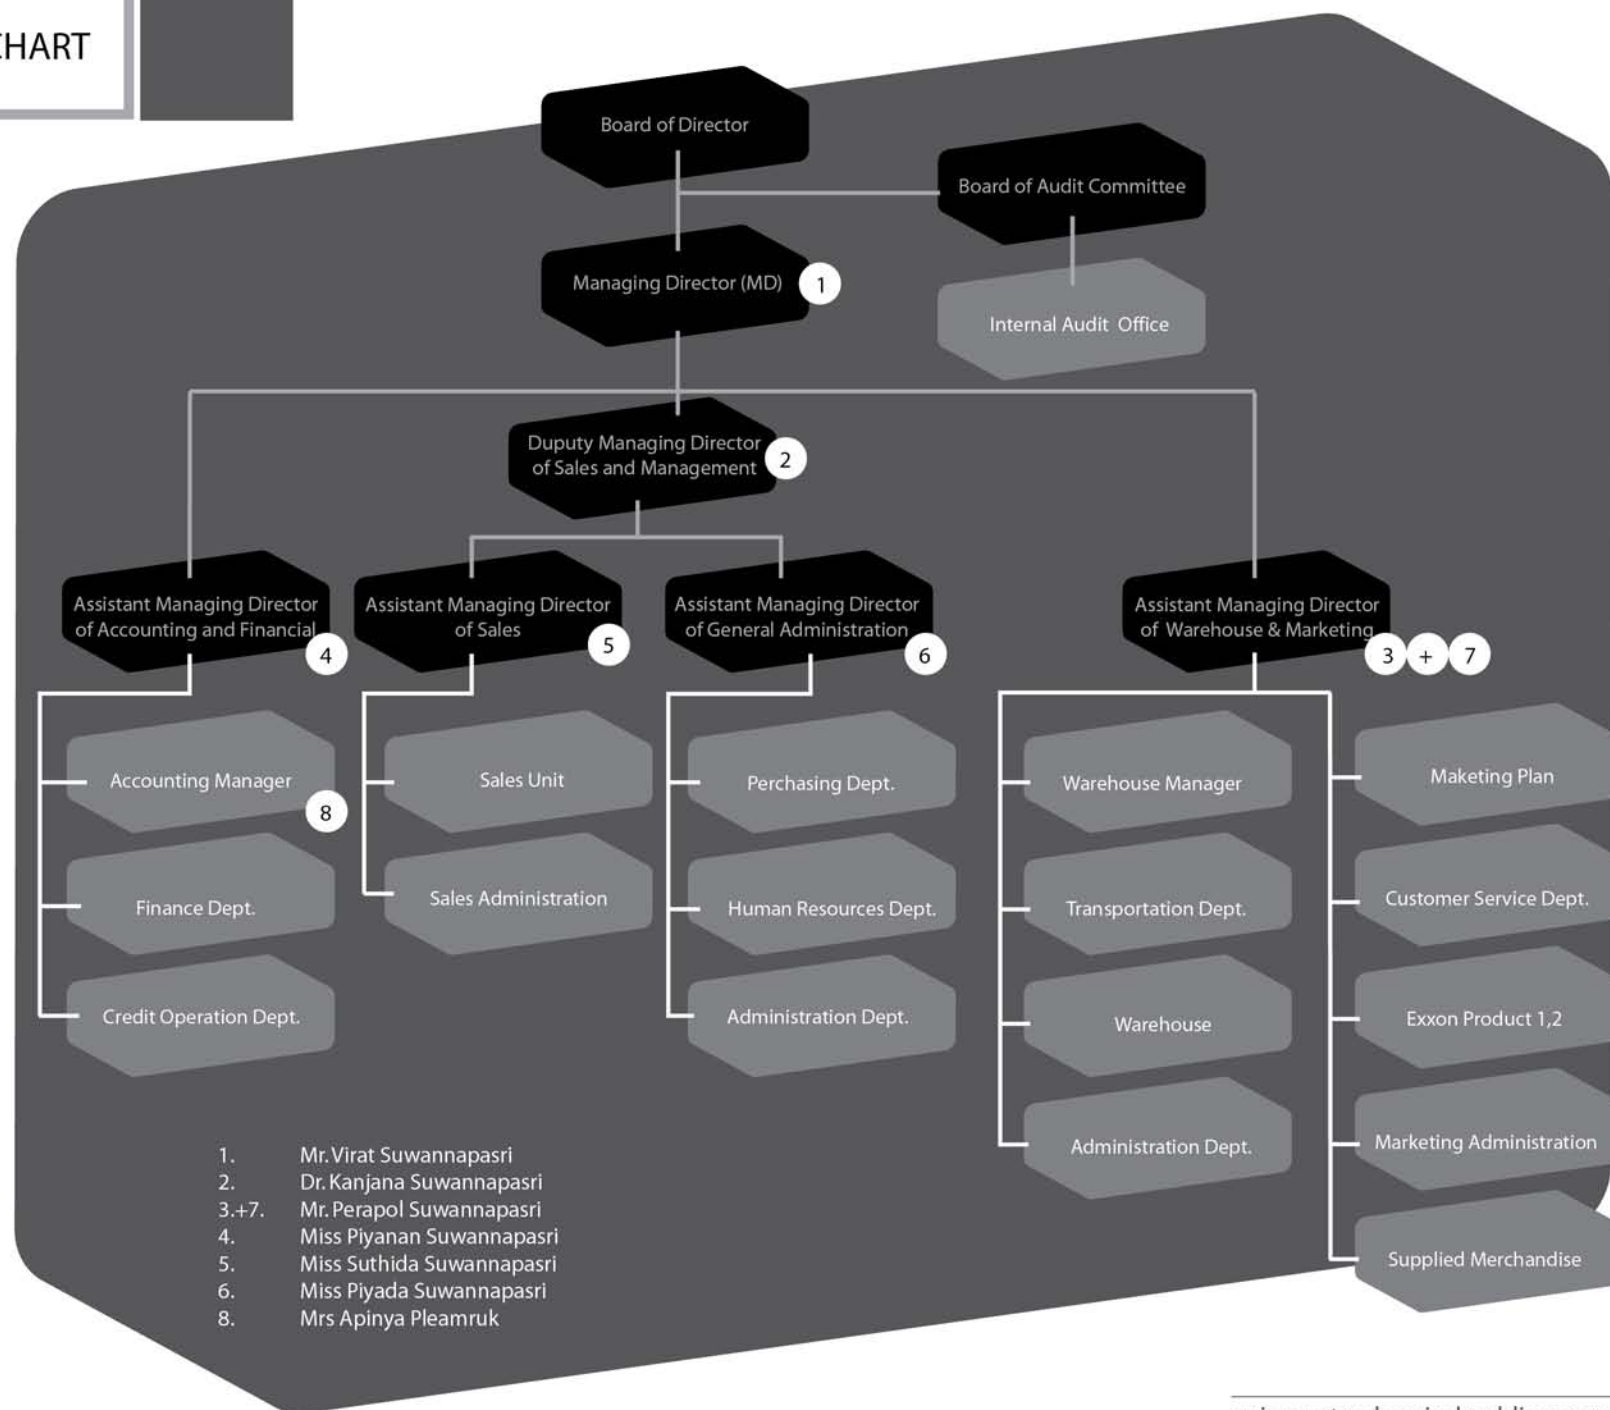 CHART
Board of Director
Board of Audit Committee
Managing Director (MD)
1
Internal Audit Office
Duputy Managing Director
of Sales and Management
2
Assistant Managing Director
of Accounting and Financial
4
Assistant Managing Director
of Sales
5
Assistant Managing Director
of General Administration
6
Assistant Managing Director
of Warehouse & Marketing
3 + 7
Accounting Manager
8
Finance Dept.
Credit Operation Dept.
Sales Unit
Sales Administration
Perchasing Dept.
Human Resources Dept.
Administration Dept.
Warehouse Manager
Transportation Dept.
Warehouse
Administration Dept.
Maketing Plan
Customer Service Dept.
Exxon Product 1,2
Marketing Administration
Supplied Merchandise
1. Mr. Virat Suwannapasri
2. Dr. Kanjana Suwannapasri
3.+7. Mr. Perapol Suwannapasri
4. Miss Piyanan Suwannapasri
5. Miss Suthida Suwannapasri
6. Miss Piyada Suwannapasri
8. Mrs Apinya Pleamruk